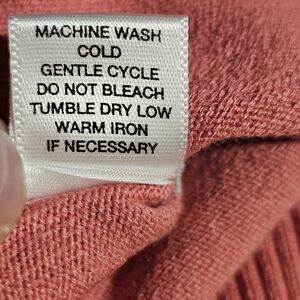 MACHINE WASH
COLD
GENTLE CYCLE
DO NOT BLEACH
TUMBLE DRY LOW
WARM IRON
IF NECESSARY